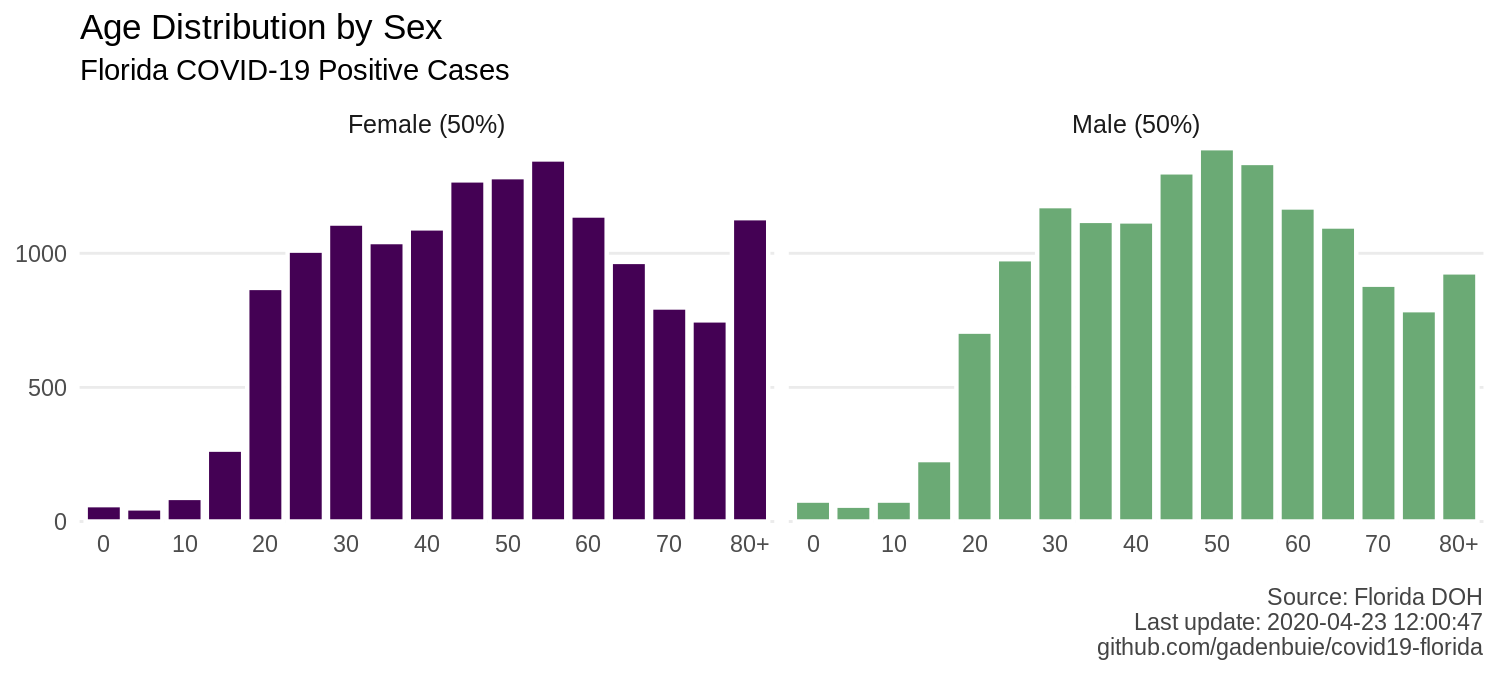 Age Distribution by Sex
Florida COVID-19 Positive Cases
Female (50%)
Male (50%)
1000
500
0
0 10 20 30 40 50 60 70 80+
0 10 20 30 40 50 60 70 80+
Source: Florida DOH
Last update: 2020-04-23 12:00:47
github.com/gadenbuie/covid19-florida